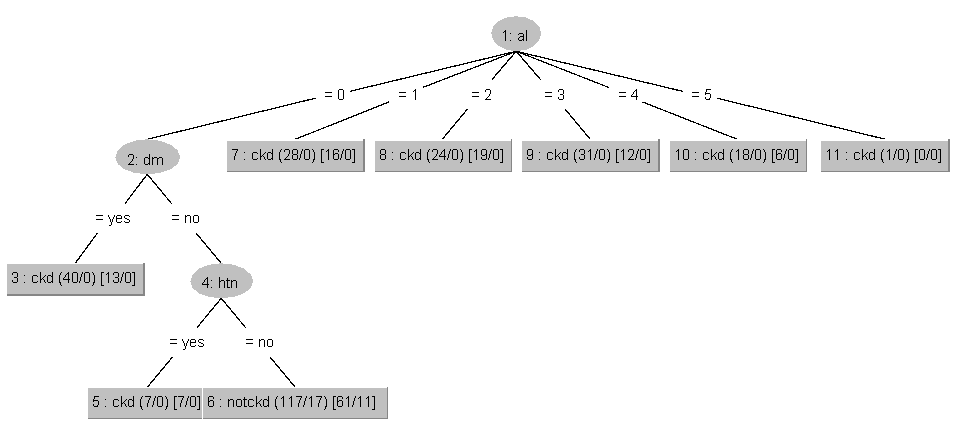 1: al
= 0
= 1
= 2
= 3
= 4
= 5
2: dm
7 : ckd (28/0) [16/0]
8 : ckd (24/0) [19/0]
9 : ckd (31/0) [12/0]
10 : ckd (18/0) [6/0]
11 : ckd (1/0) [0/0]
= yes
= no
3 : ckd (40/0) [13/0]
4: htn
= yes
= no
5 : ckd (7/0) [7/0]
6 : notckd (117/17) [61/11]